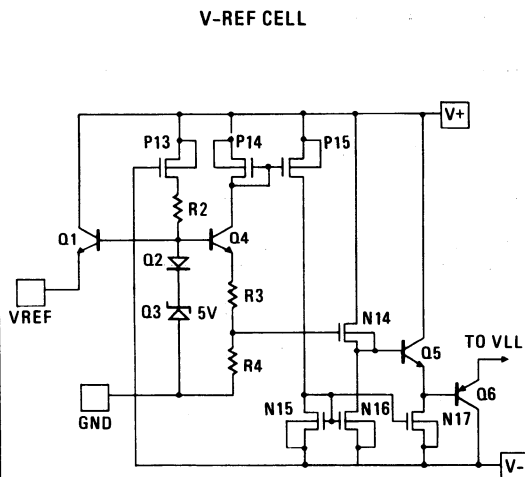 V-REF CELL
V+
P13 P14 P15
R2
Q1 Q4
Q2
Q3 5V R3
VREF
N14
Q5 TO VLL
R4
Q6
GND
N15 N16 N17
V-